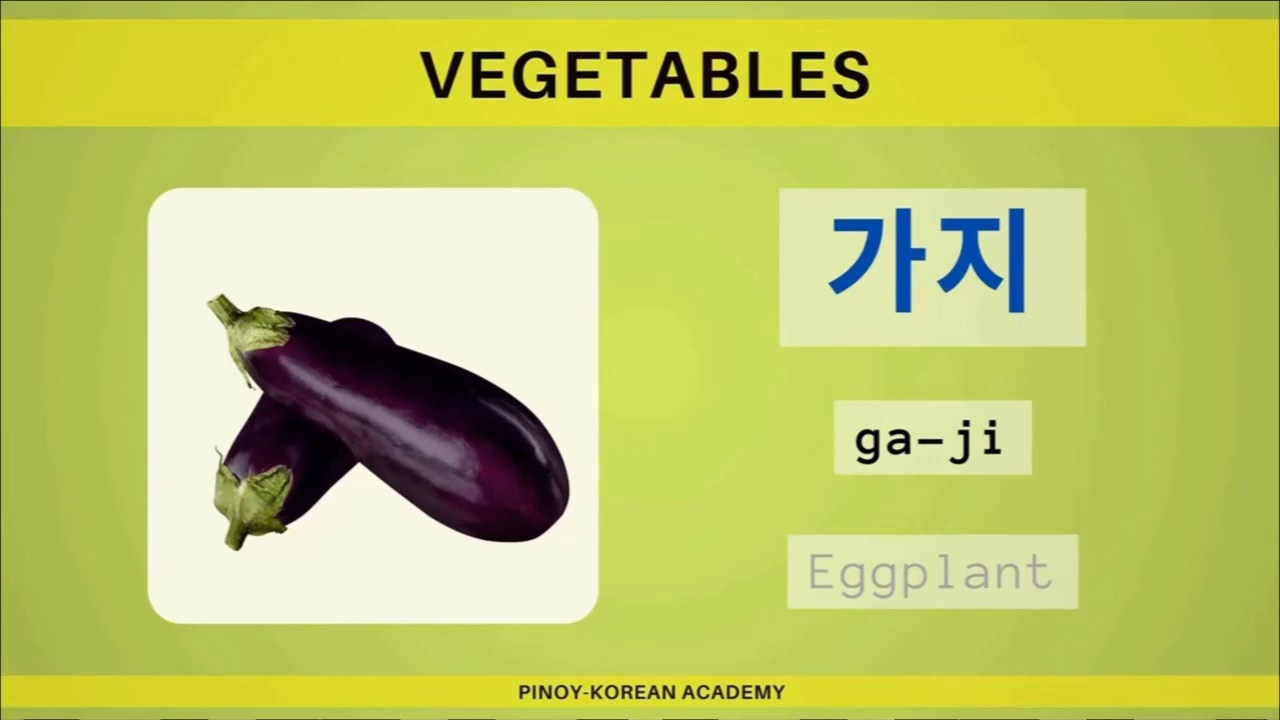 VEGETABLES
가지
ga-ji
Eggplant
PINOY-KOREAN ACADEMY